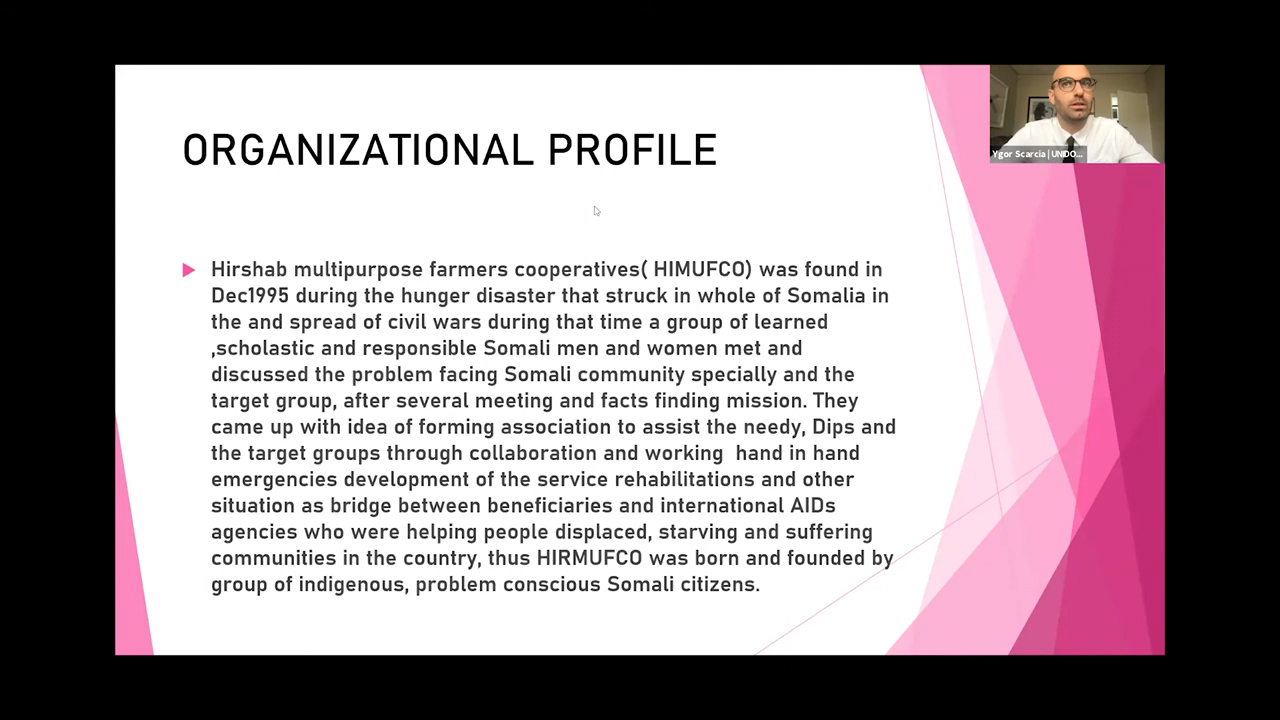 ORGANIZATIONAL PROFILE
Ygor Scarcia | UNIDO...
Hirshab multipurpose farmers cooperatives( HIMUFCO) was found in
Dec1995 during the hunger disaster that struck in whole of Somalia in
the and spread of civil wars during that time a group of learned
,scholastic and responsible Somali men and women met and
discussed the problem facing Somali community specially and the
target group, after several meeting and facts finding mission. They
came up with idea of forming association to assist the needy, Dips and
the target groups through collaboration and working  hand in hand
emergencies development of the service rehabilitations and other
situation as bridge between beneficiaries and international AIDs
agencies who were helping people displaced, starving and suffering
communities in the country, thus HIRMUFCO was born and founded by
group of indigenous, problem conscious Somali citizens.